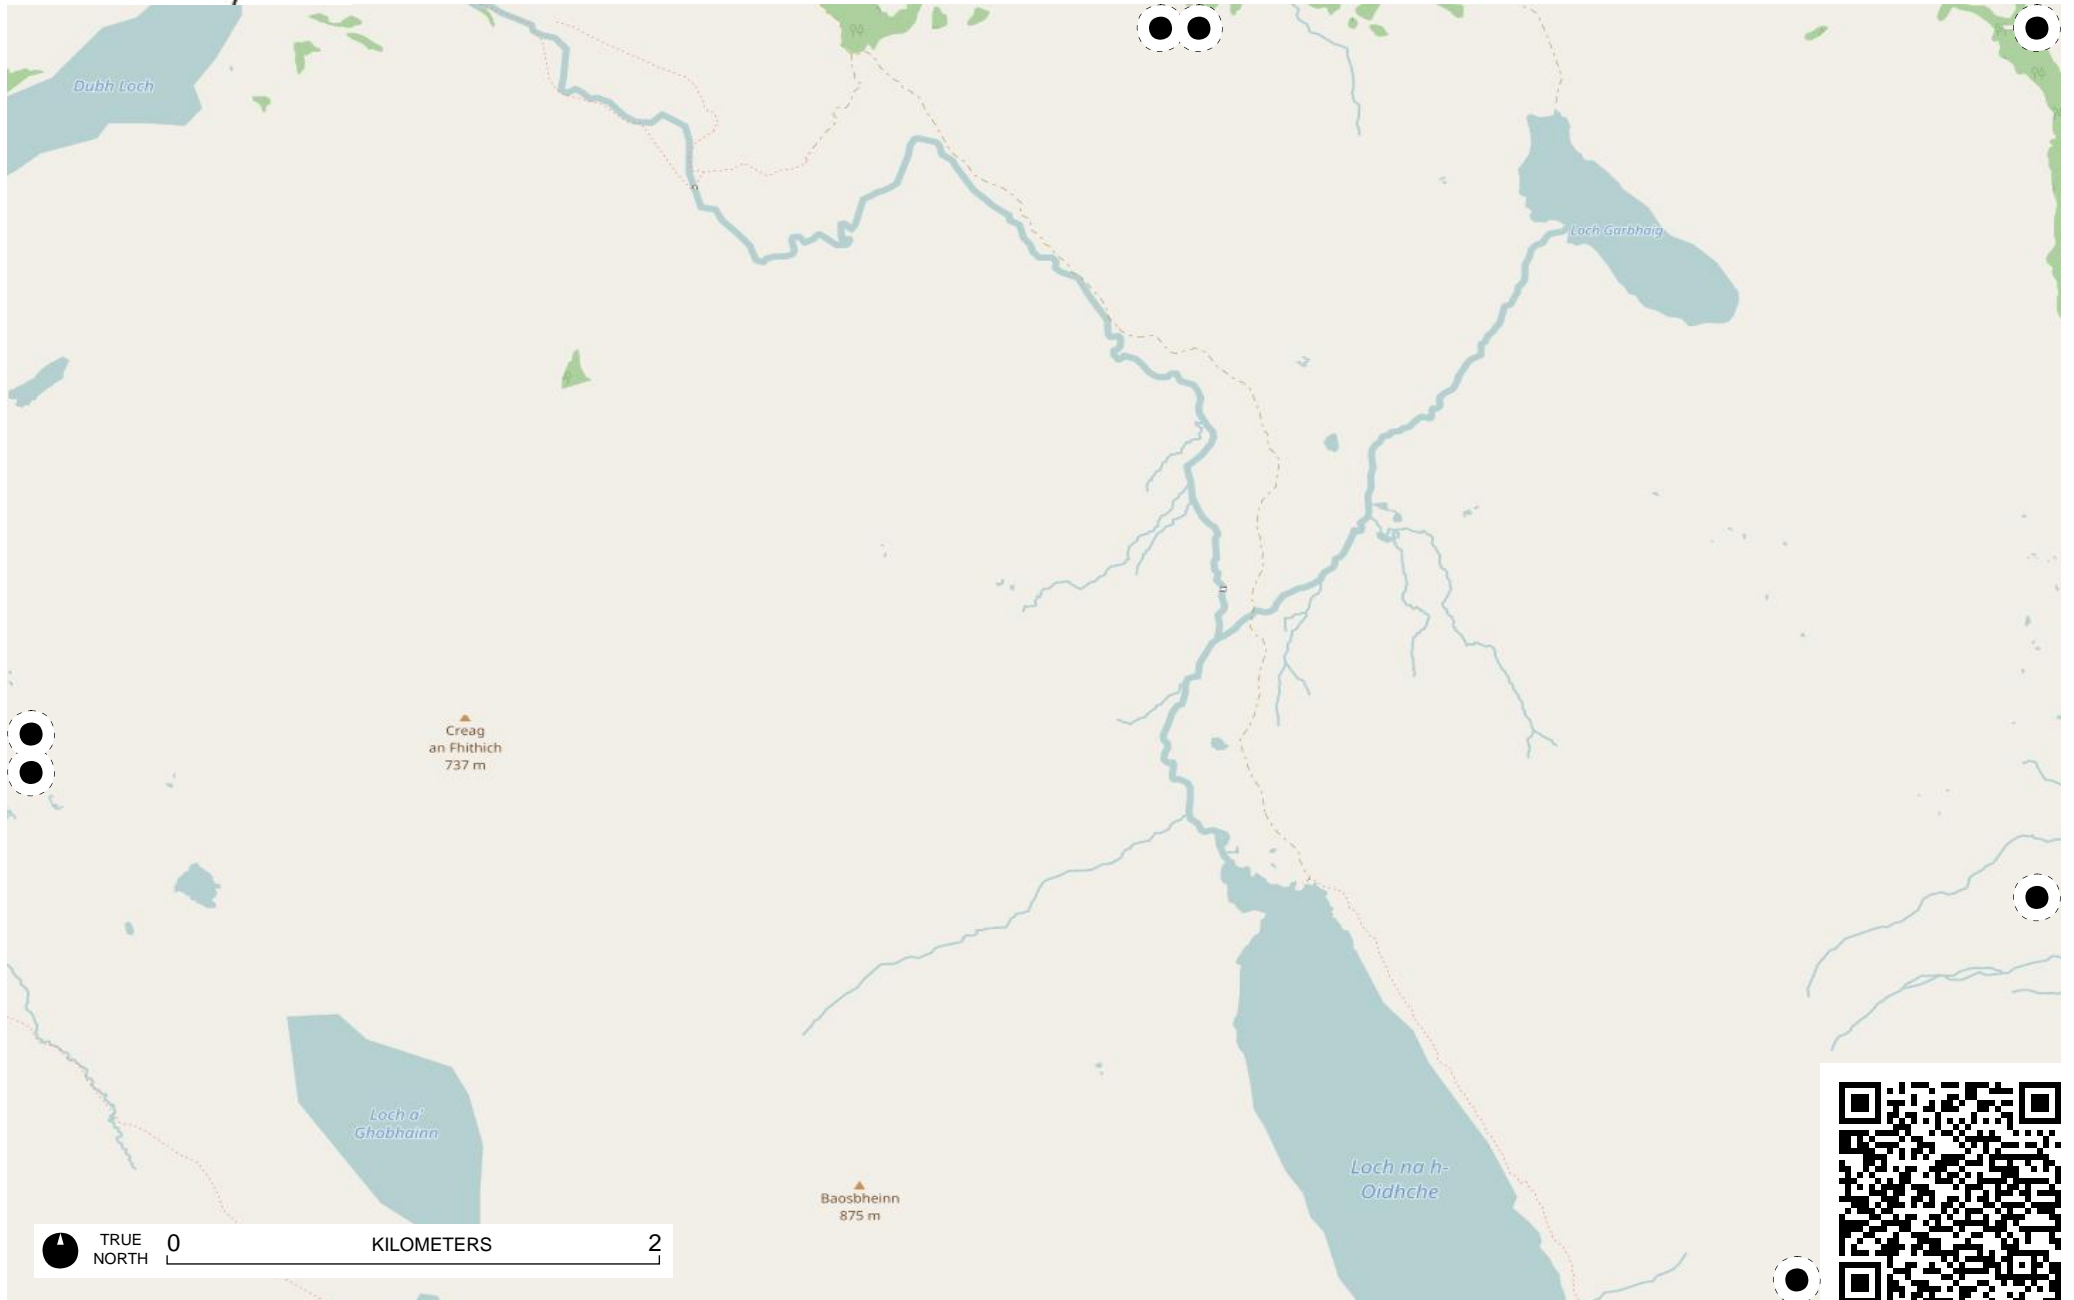 Dubh Loch
Loch Garbhaig
Creag
an Fhithich
737 m
Loch a'
Ghobhainn
Baosbheinn
875 m
Loch na h-
Oidhche
TRUE
NORTH
0
KILOMETERS
2